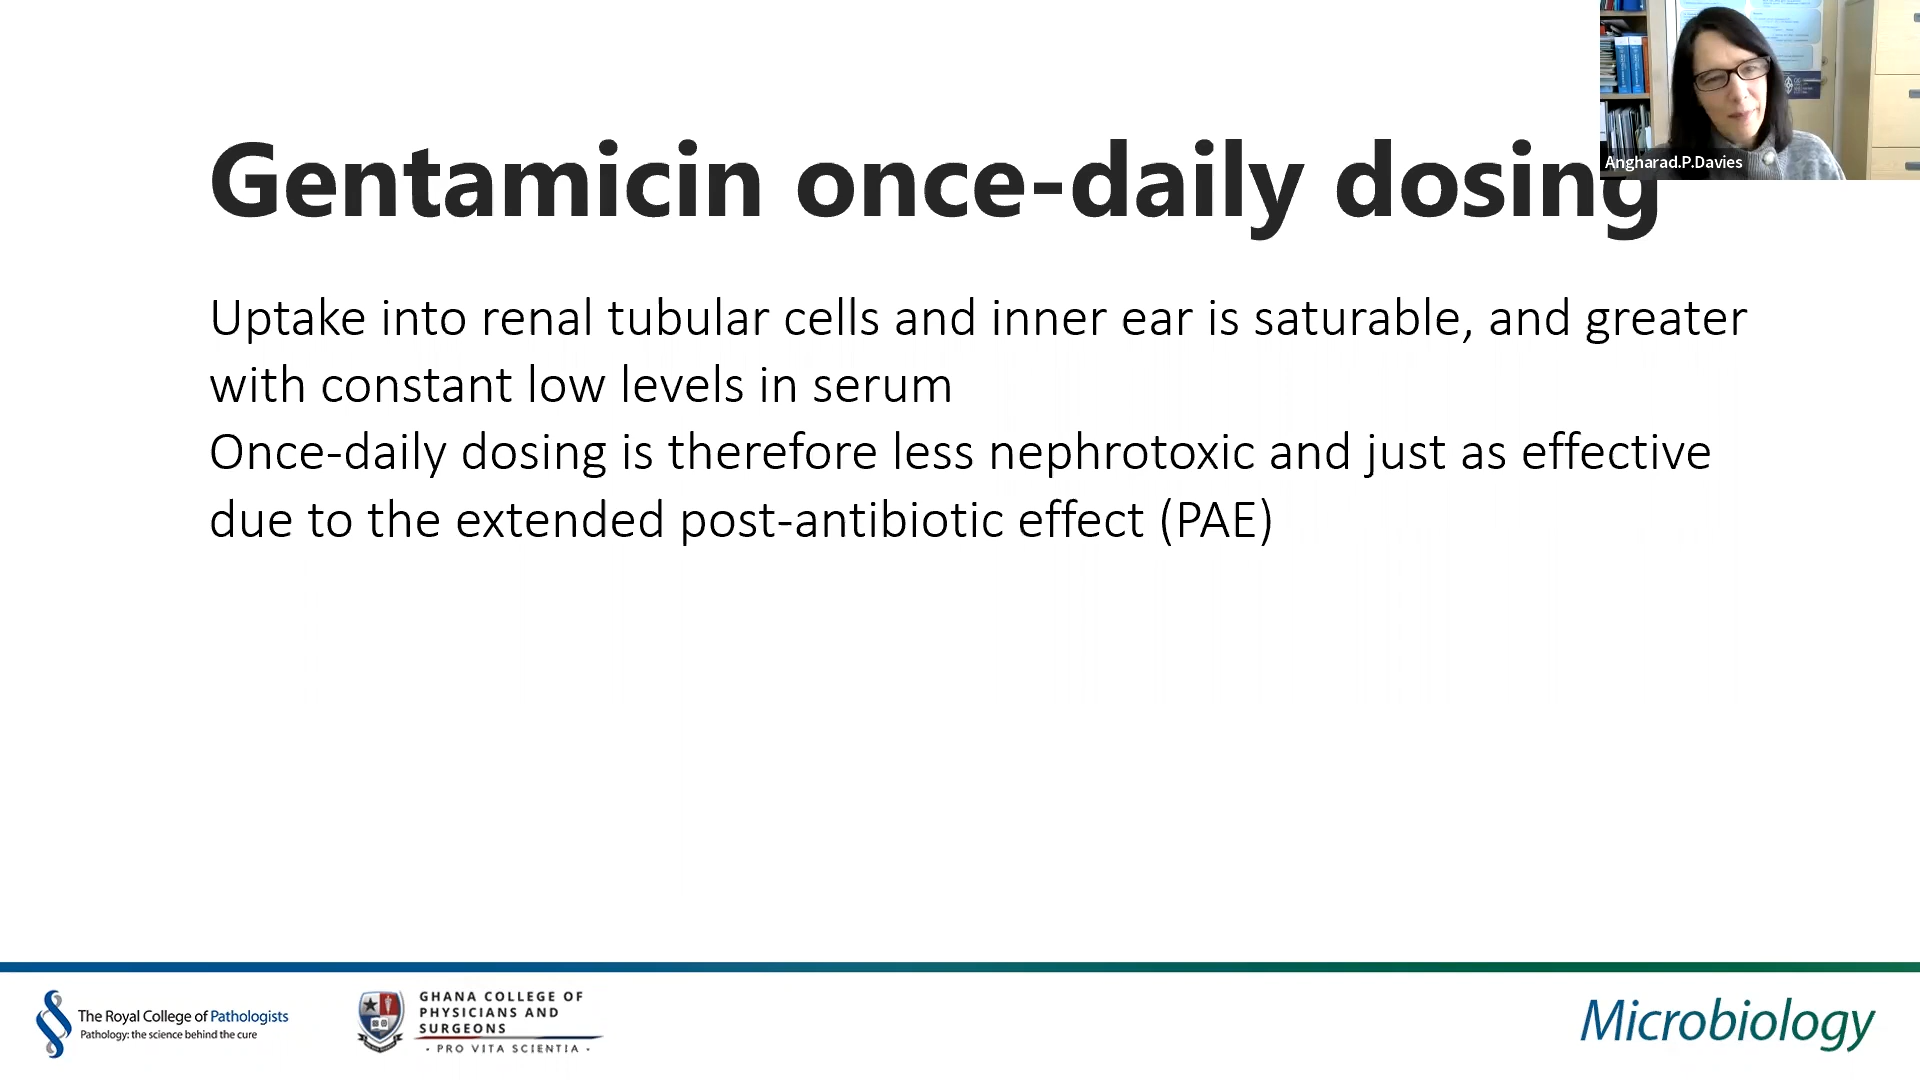 Gentamicin once-daily dosing
Angharad.P.Davies
Uptake into renal tubular cells and inner ear is saturable, and greater
with constant low levels in serum
Once-daily dosing is therefore less nephrotoxic and just as effective
due to the extended post-antibiotic effect (PAE)
The Royal College of Pathologists
Pathology: the science behind the cure
GHANA COLLEGE OF
PHYSICIANS AND
SURGEONS
- PRO VITA SCIENTIA -
Microbiology